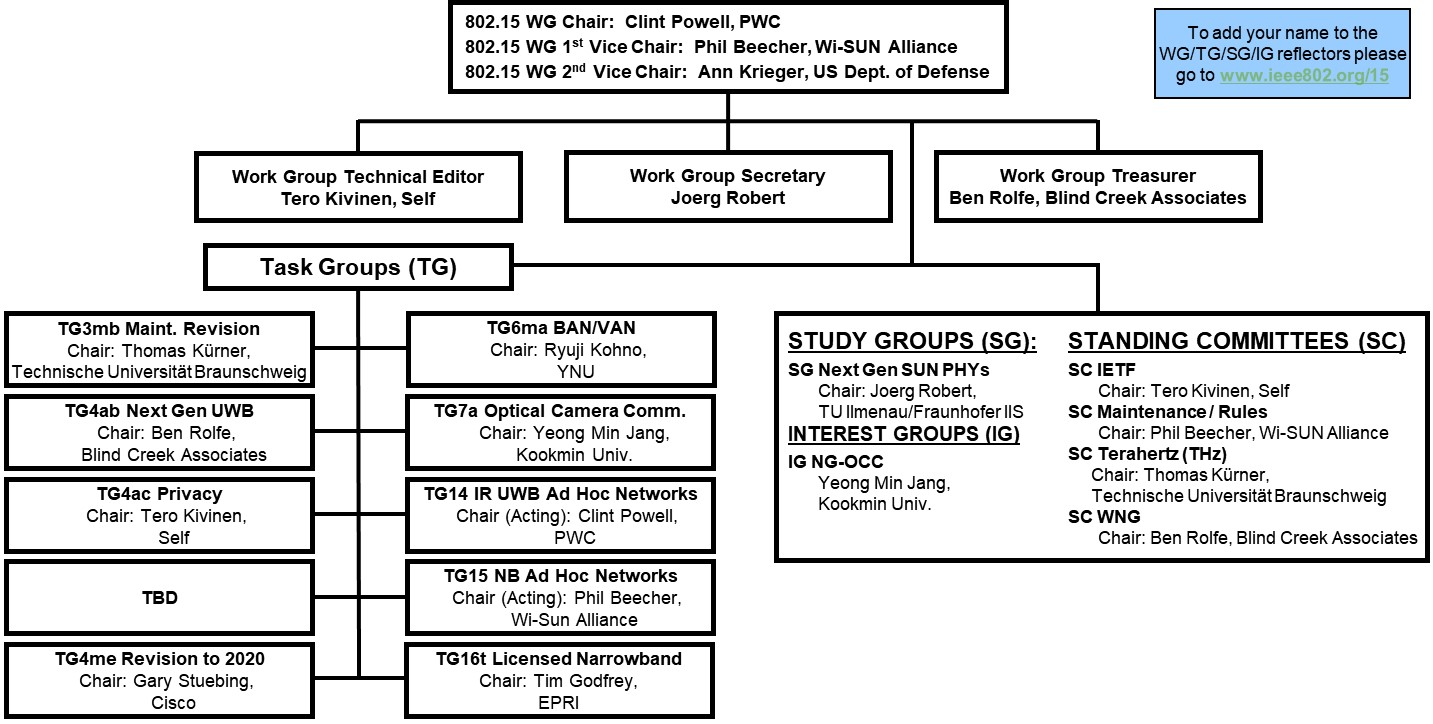 802.15 WG Chair: Clint Powell, PWC
802.15 WG 1st Vice Chair: Phil Beecher, Wi-SUN Alliance
802.15 WG 2nd Vice Chair: Ann Krieger, US Dept. of Defense
To add your name to the
WG/TG/SG/IG reflectors please
go to www.ieee802.org/15
Work Group Technical Editor
Tero Kivinen, Self
Work Group Secretary
Joerg Robert
Work Group Treasurer
Ben Rolfe, Blind Creek Associates
Task Groups (TG)
TG3mb Maint. Revision
Chair: Thomas Kürner,
Technische Universität Braunschweig
TG6ma BAN/VAN
Chair: Ryuji Kohno,
YNU
TG4ab Next Gen UWB
Chair: Ben Rolfe,
Blind Creek Associates
TG7a Optical Camera Comm.
Chair: Yeong Min Jang,
Kookmin Univ.
TG4ac Privacy
Chair: Tero Kivinen,
Self
TG14 IR UWB Ad Hoc Networks
Chair (Acting): Clint Powell,
PWC
TBD
TG15 NB Ad Hoc Networks
Chair (Acting): Phil Beecher,
Wi-Sun Alliance
TG4me Revision to 2020
Chair: Gary Stuebing,
Cisco
TG16t Licensed Narrowband
Chair: Tim Godfrey,
EPRI
STUDY GROUPS (SG):
SG Next Gen SUN PHYs
Chair: Joerg Robert,
TU Ilmenau/Fraunhofer IIS
INTEREST GROUPS (IG)
IG NG-OCC
Yeong Min Jang,
Kookmin Univ.
STANDING COMMITTEES (SC)
SC IETF
Chair: Tero Kivinen, Self
SC Maintenance / Rules
Chair: Phil Beecher, Wi-SUN Alliance
SC Terahertz (THz)
Chair: Thomas Kürner,
Technische Universität Braunschweig
SC WNG
Chair: Ben Rolfe, Blind Creek Associates